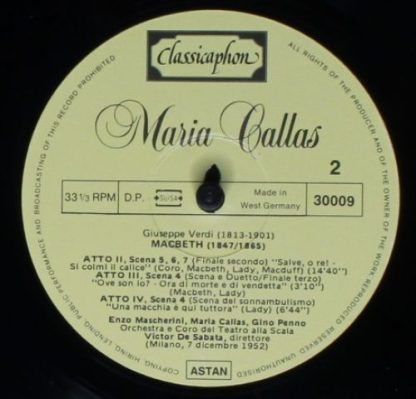 Classicaphon
Maria Callas
2
33 1/3 RPM D.P. SUISA Made in West Germany 30009
Giuseppe Verdi (1813-1901)
MACBETH (1847/1865)
ATTO II, Scena 5, 6, 7 (Finale secondo) "Salve, o re! -
Si colmi il calice" (Coro, Macbeth, Lady, Macduff) (14'40")
ATTO III, Scena 4 (Scena e Duetto/Finale terzo)
"Ove son io? - Ora di morte e di vendetta" (3'10")
(Macbeth, Lady)
ATTO IV, Scena 4 (Scena del sonnambulismo)
"Una macchia è qui tuttora" (Lady) (6'44")
Enzo Mascherini, Maria Callas, Gino Penno
Orchestra e Coro del Teatro alla Scala
Victor De Sabata, direttore
(Milano, 7 dicembre 1952)
ASTAN
ALL RIGHTS OF THE PRODUCER AND OF THE OWNER OF THE WORK REPRODUCED RESERVED. UNAUTHORISED COPYING, HIRING, LENDING, PUBLIC PERFORMANCE AND BROADCASTING OF THIS RECORD PROHIBITED